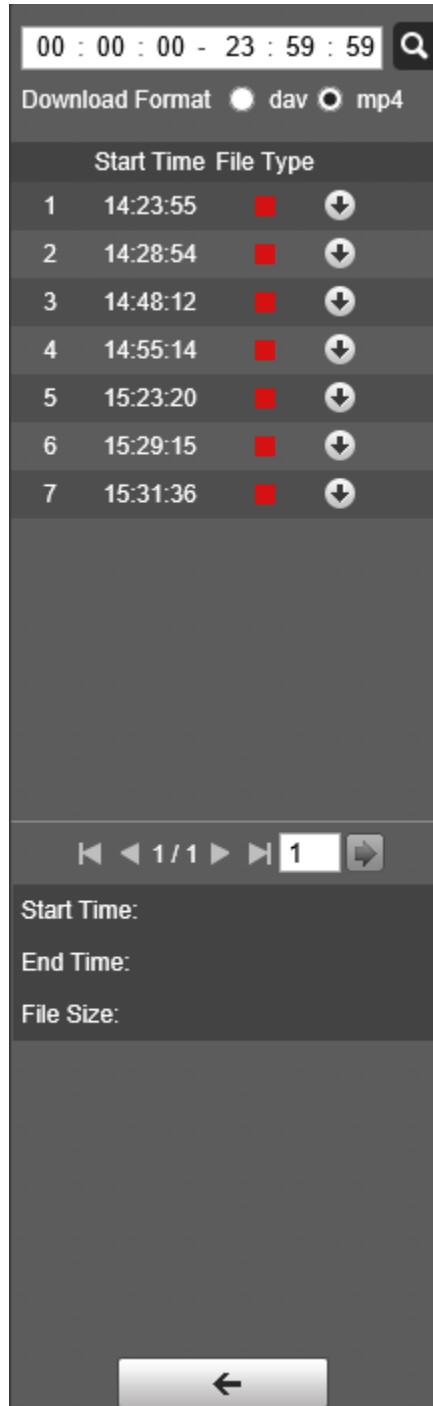 00 : 00 : 00 - 23 : 59 : 59
Download Format dav mp4
Start Time File Type
1 14:23:55
2 14:28:54
3 14:48:12
4 14:55:14
5 15:23:20
6 15:29:15
7 15:31:36
1 / 1 1
Start Time:
End Time:
File Size: